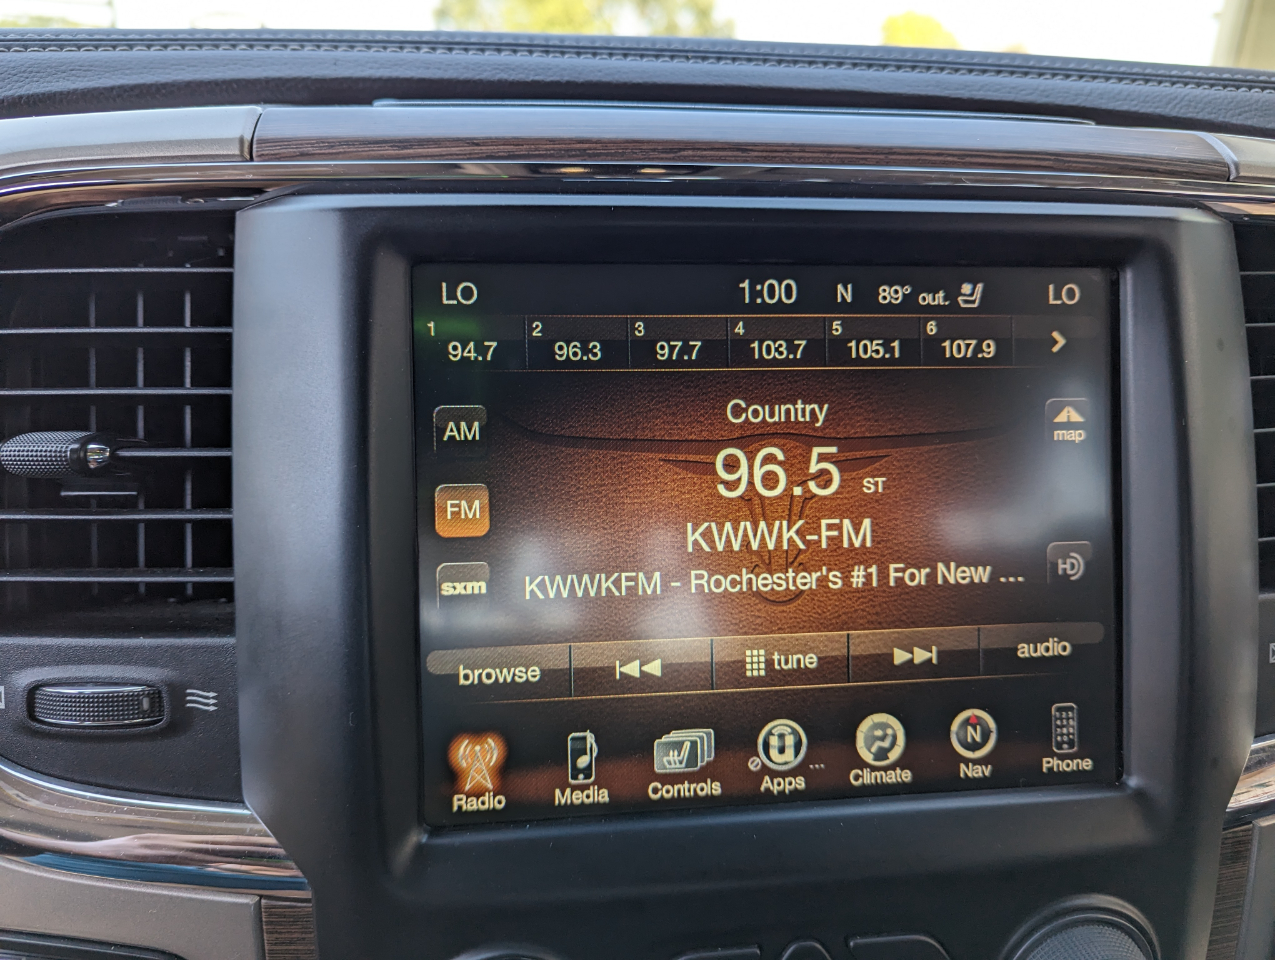 LO 1:00 N 89° out. LO
1 2 3 4 5 6
94.7 96.3 97.7 103.7 105.1 107.9
Country
AM
map
96.5 ST
FM
KWWK-FM
KWWKFM - Rochester's #1 For New ...
HD
sxm
browse tune audio
Radio Media Controls Apps ... Climate N Nav Phone